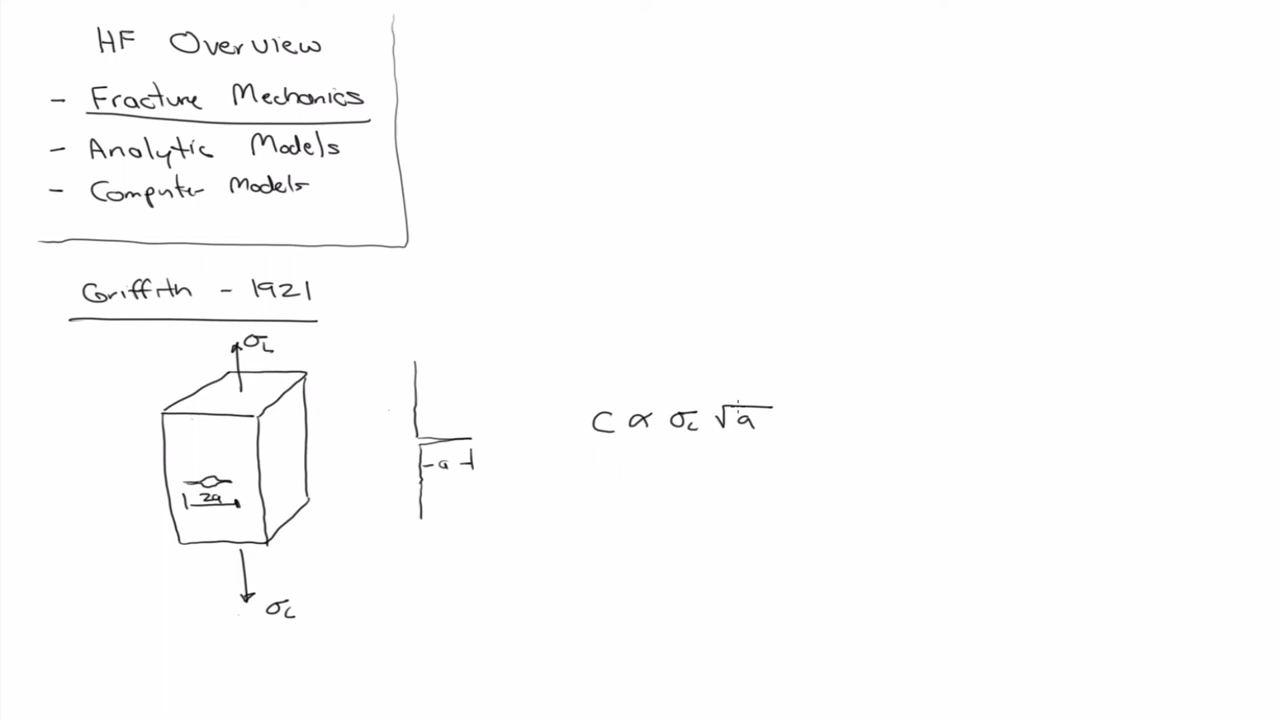 HF Overview
- Fracture Mechanics
- Analytic Models
- Computer Models
Griffith - 1921
σc
2a
σc
a
C ∝ σc √a